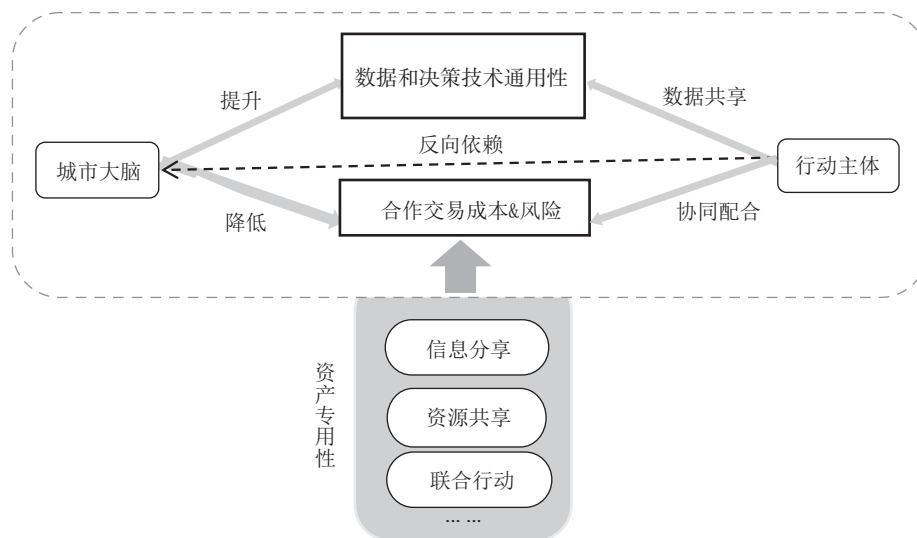 数据和决策技术通用性
提升
数据共享
反向依赖
城市大脑
行动主体
合作交易成本&风险
降低
协同配合
信息分享
资产专用性
资源共享
联合行动
... ...